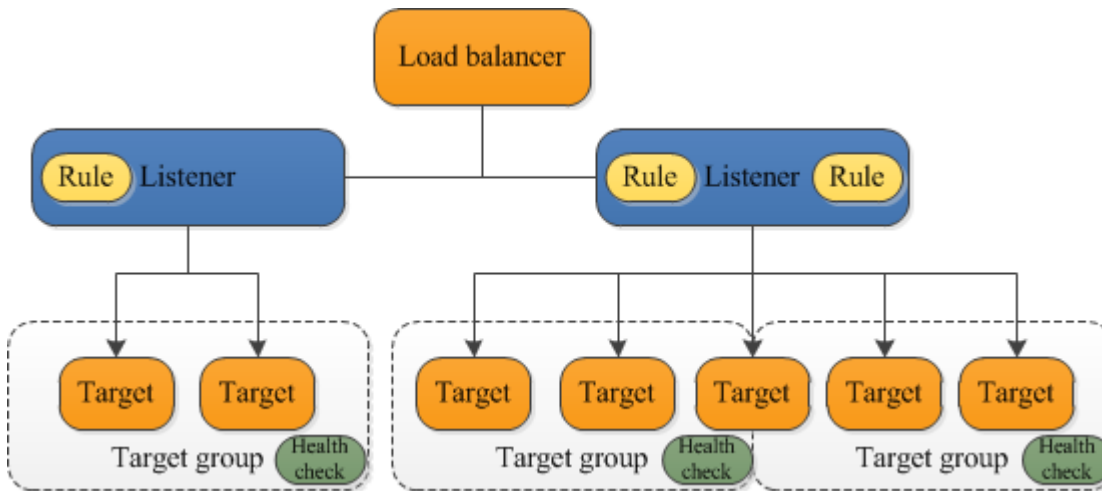 Load balancer
Rule Listener
Rule Listener Rule
Target Target
Target Target Target Target Target
Target group Health check
Target group Health check
Target group Health check